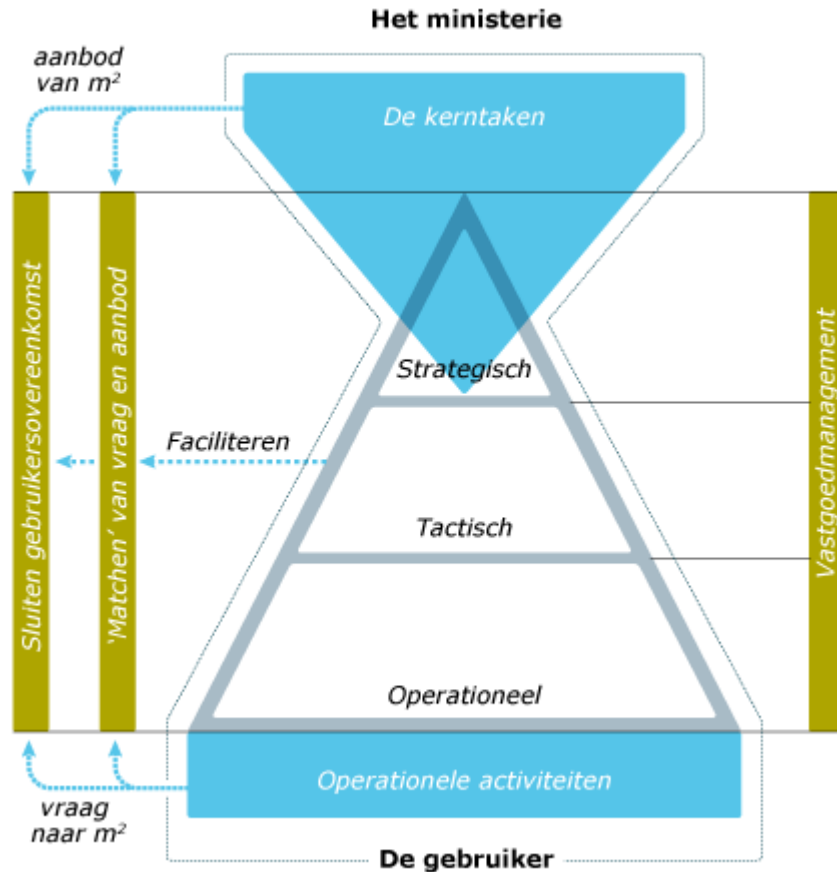 Het ministerie
aanbod
van m²
De kerntaken
Sluiten gebruikersovereenkomst
‘Matchen’ van vraag en aanbod
Vastgoedmanagement
Strategisch
Faciliteren
Tactisch
Operationeel
Operationele activiteiten
vraag
naar m²
De gebruiker